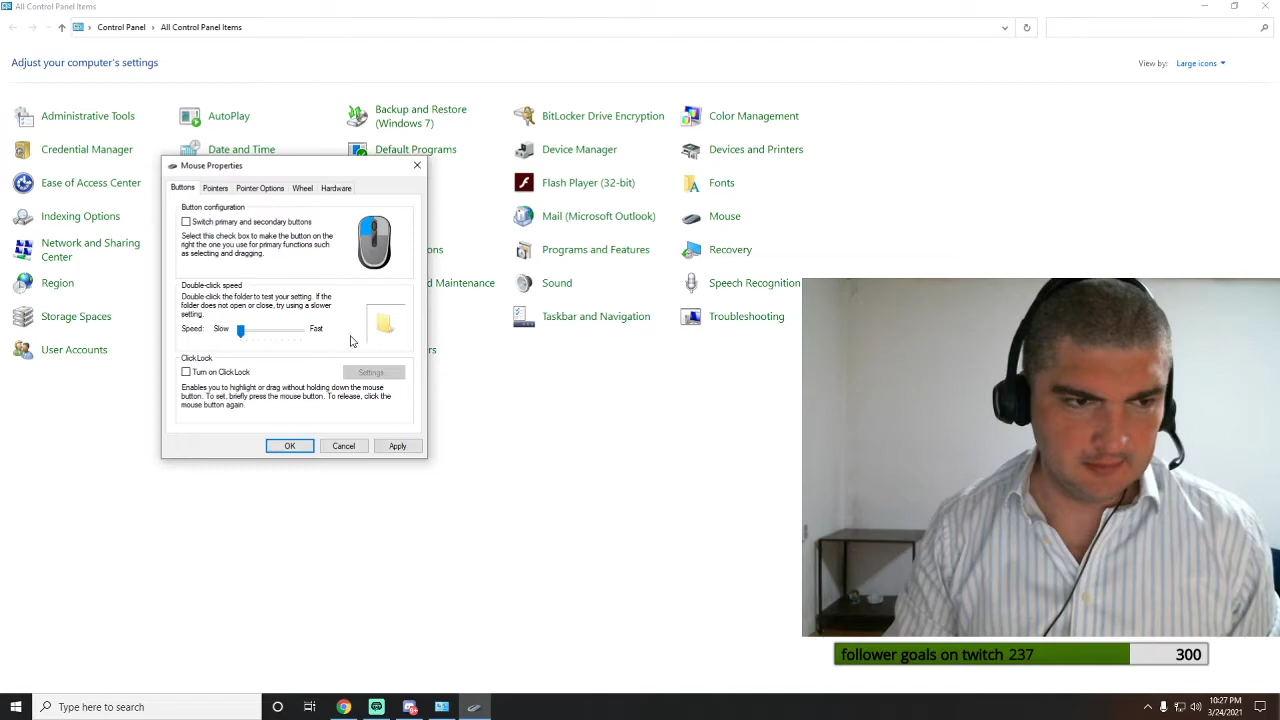 All Control Panel Items
Control Panel > All Control Panel Items
Adjust your computer's settings
View by: Large icons
Administrative Tools
AutoPlay
Backup and Restore
(Windows 7)
BitLocker Drive Encryption
Color Management
Credential Manager
Date and Time
Default Programs
Device Manager
Devices and Printers
Ease of Access Center
Flash Player (32-bit)
Fonts
Indexing Options
Mail (Microsoft Outlook)
Mouse
Network and Sharing
Center
ons
Programs and Features
Recovery
Region
d Maintenance
Sound
Speech Recognition
Storage Spaces
Taskbar and Navigation
Troubleshooting
User Accounts
rs
Mouse Properties
Buttons Pointers Pointer Options Wheel Hardware
Button configuration
Switch primary and secondary buttons
Select this check box to make the button on
the right the one you use for primary functions such
as selecting and dragging.
Double-click speed
Double-click the folder to test your setting. If the
folder does not open or close, try using a slower
setting.
Speed: Slow Fast
ClickLock
Turn on ClickLock
Settings...
Enables you to highlight or drag without holding down the mouse
button. To set, briefly press the mouse button. To release, click the
mouse button again.
OK Cancel Apply
follower goals on twitch 237 300
Type here to search
10:27 PM
3/24/2021